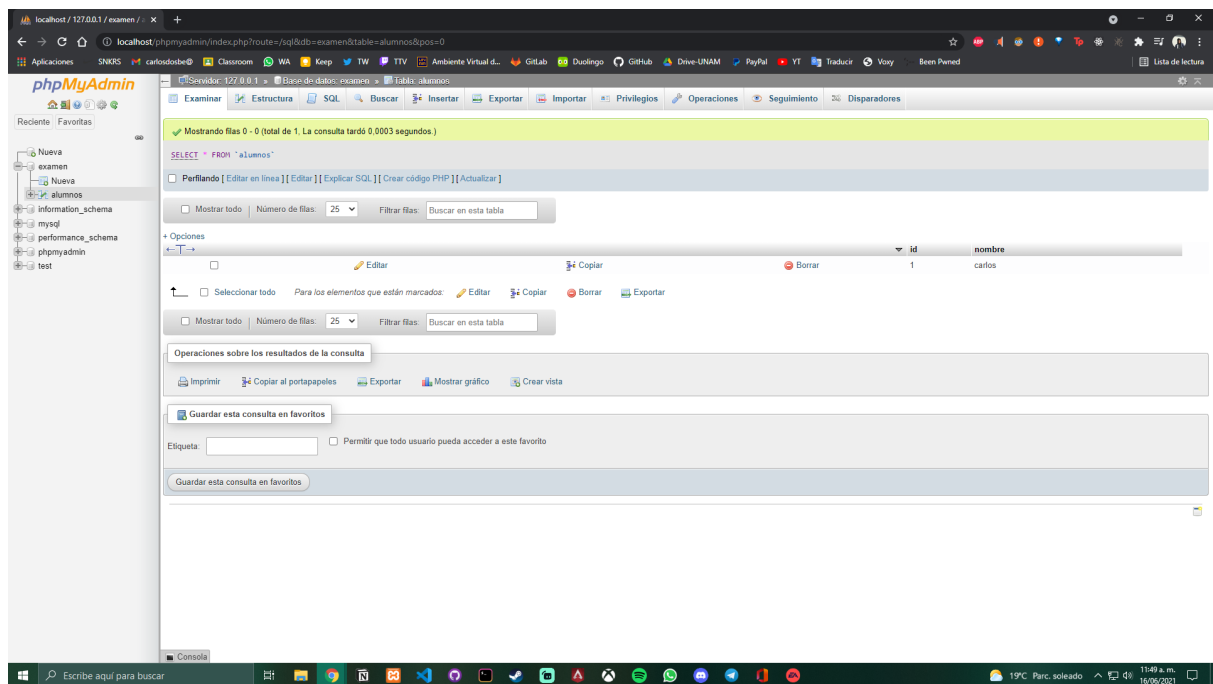 localhost / 127.0.0.1 / examen / a
localhost/phpmyadmin/index.php?route=/sql&db=examen&table=alumnos&pos=0
Aplicaciones SNKRS carlosdosbe@ Classroom WA Keep TW TTV Ambiente Virtual d... GitLab Duolingo GitHub Drive-UNAM PayPal YT Traducir Voxy Been Pwned Lista de lectura
phpMyAdmin
Reciente Favoritas
Nueva
examen
Nueva
alumnos
information_schema
mysql
performance_schema
phpmyadmin
test
Servidor: 127.0.0.1 » Base de datos: examen » Tabla: alumnos
Examinar Estructura SQL Buscar Insertar Exportar Importar Privilegios Operaciones Seguimiento Disparadores
Mostrando filas 0 - 0 (total de 1, La consulta tardó 0,0003 segundos.)
SELECT * FROM `alumnos`
Perfilando [ Editar en línea ] [ Editar ] [ Explicar SQL ] [ Crear código PHP ] [ Actualizar ]
Mostrar todo | Número de filas: 25 Filtrar filas: Buscar en esta tabla
+ Opciones
←T→ id nombre
Editar Copiar Borrar 1 carlos
Seleccionar todo Para los elementos que están marcados: Editar Copiar Borrar Exportar
Mostrar todo | Número de filas: 25 Filtrar filas: Buscar en esta tabla
Operaciones sobre los resultados de la consulta
Imprimir Copiar al portapapeles Exportar Mostrar gráfico Crear vista
Guardar esta consulta en favoritos
Etiqueta: Permitir que todo usuario pueda acceder a este favorito
Guardar esta consulta en favoritos
Consola
Escribe aquí para buscar
19°C Parc. soleado
11:49 a. m.
16/06/2021